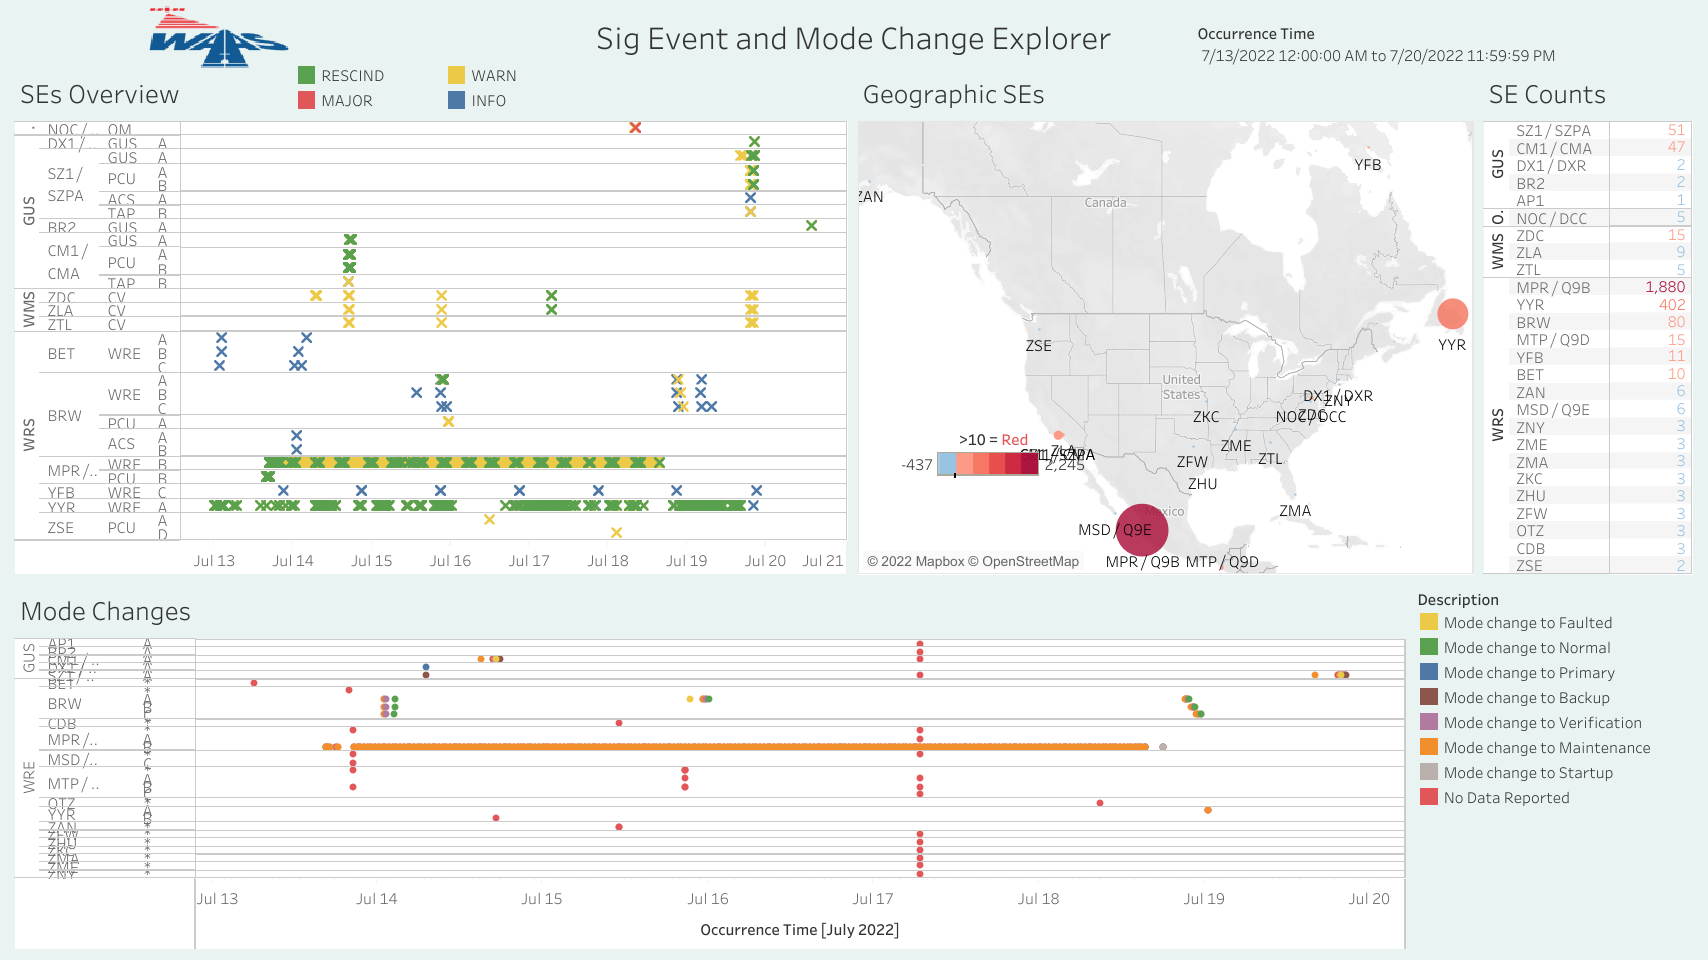 WAAS
Sig Event and Mode Change Explorer
Occurrence Time
7/13/2022 12:00:00 AM to 7/20/2022 11:59:59 PM
RESCIND
WARN
MAJOR
INFO
SEs Overview
NOC /.. OM
GUS
DX1 /.. GUS A
SZ1 / SZPA
GUS A
PCU A
B
ACS A
TAP B
BR2 GUS A
CM1 / CMA
GUS A
PCU A
B
TAP B
WMS
ZDC CV
ZLA CV
ZTL CV
WRS
BET WRE A
B
C
BRW
WRE A
B
C
PCU A
ACS A
B
MPR /.. WRE B
PCU B
YFB WRE C
YYR WRE A
ZSE PCU A
D
Jul 13 Jul 14 Jul 15 Jul 16 Jul 17 Jul 18 Jul 19 Jul 20 Jul 21
Geographic SEs
YFB
ZAN
Canada
YYR
ZSE
United States
DX1 / DXR
ZNY
ZKC
NOC / DCC
ZDC
>10 = Red
-437
2,245
ZLA
ZME
ZFW
ZTL
ZHU
ZMA
Mexico
MSD / Q9E
MPR / Q9B
MTP / Q9D
© 2022 Mapbox © OpenStreetMap
SE Counts
GUS
SZ1 / SZPA 51
CM1 / CMA 47
DX1 / DXR 2
BR2 2
AP1 1
O.
NOC / DCC 5
WMS
ZDC 15
ZLA 9
ZTL 5
WRS
MPR / Q9B 1,880
YYR 402
BRW 80
MTP / Q9D 15
YFB 11
BET 10
ZAN 6
MSD / Q9E 6
ZNY 3
ZME 3
ZMA 3
ZKC 3
ZHU 3
ZFW 3
OTZ 3
CDB 3
ZSE 2
Mode Changes
GUS
AP1 A
BR2 A
CM1 /.. A
DX1 /.. A
SZ1 /.. A
WRE
BET *
BRW *
A
B
C
CDB *
MPR /.. *
A
B
MSD /.. *
C
MTP / .. *
A
B
OTZ *
YYR A
B
ZAN *
ZFW *
ZHU *
ZKC *
ZMA *
ZME *
ZNY *
Jul 13 Jul 14 Jul 15 Jul 16 Jul 17 Jul 18 Jul 19 Jul 20
Occurrence Time [July 2022]
Description
Mode change to Faulted
Mode change to Normal
Mode change to Primary
Mode change to Backup
Mode change to Verification
Mode change to Maintenance
Mode change to Startup
No Data Reported